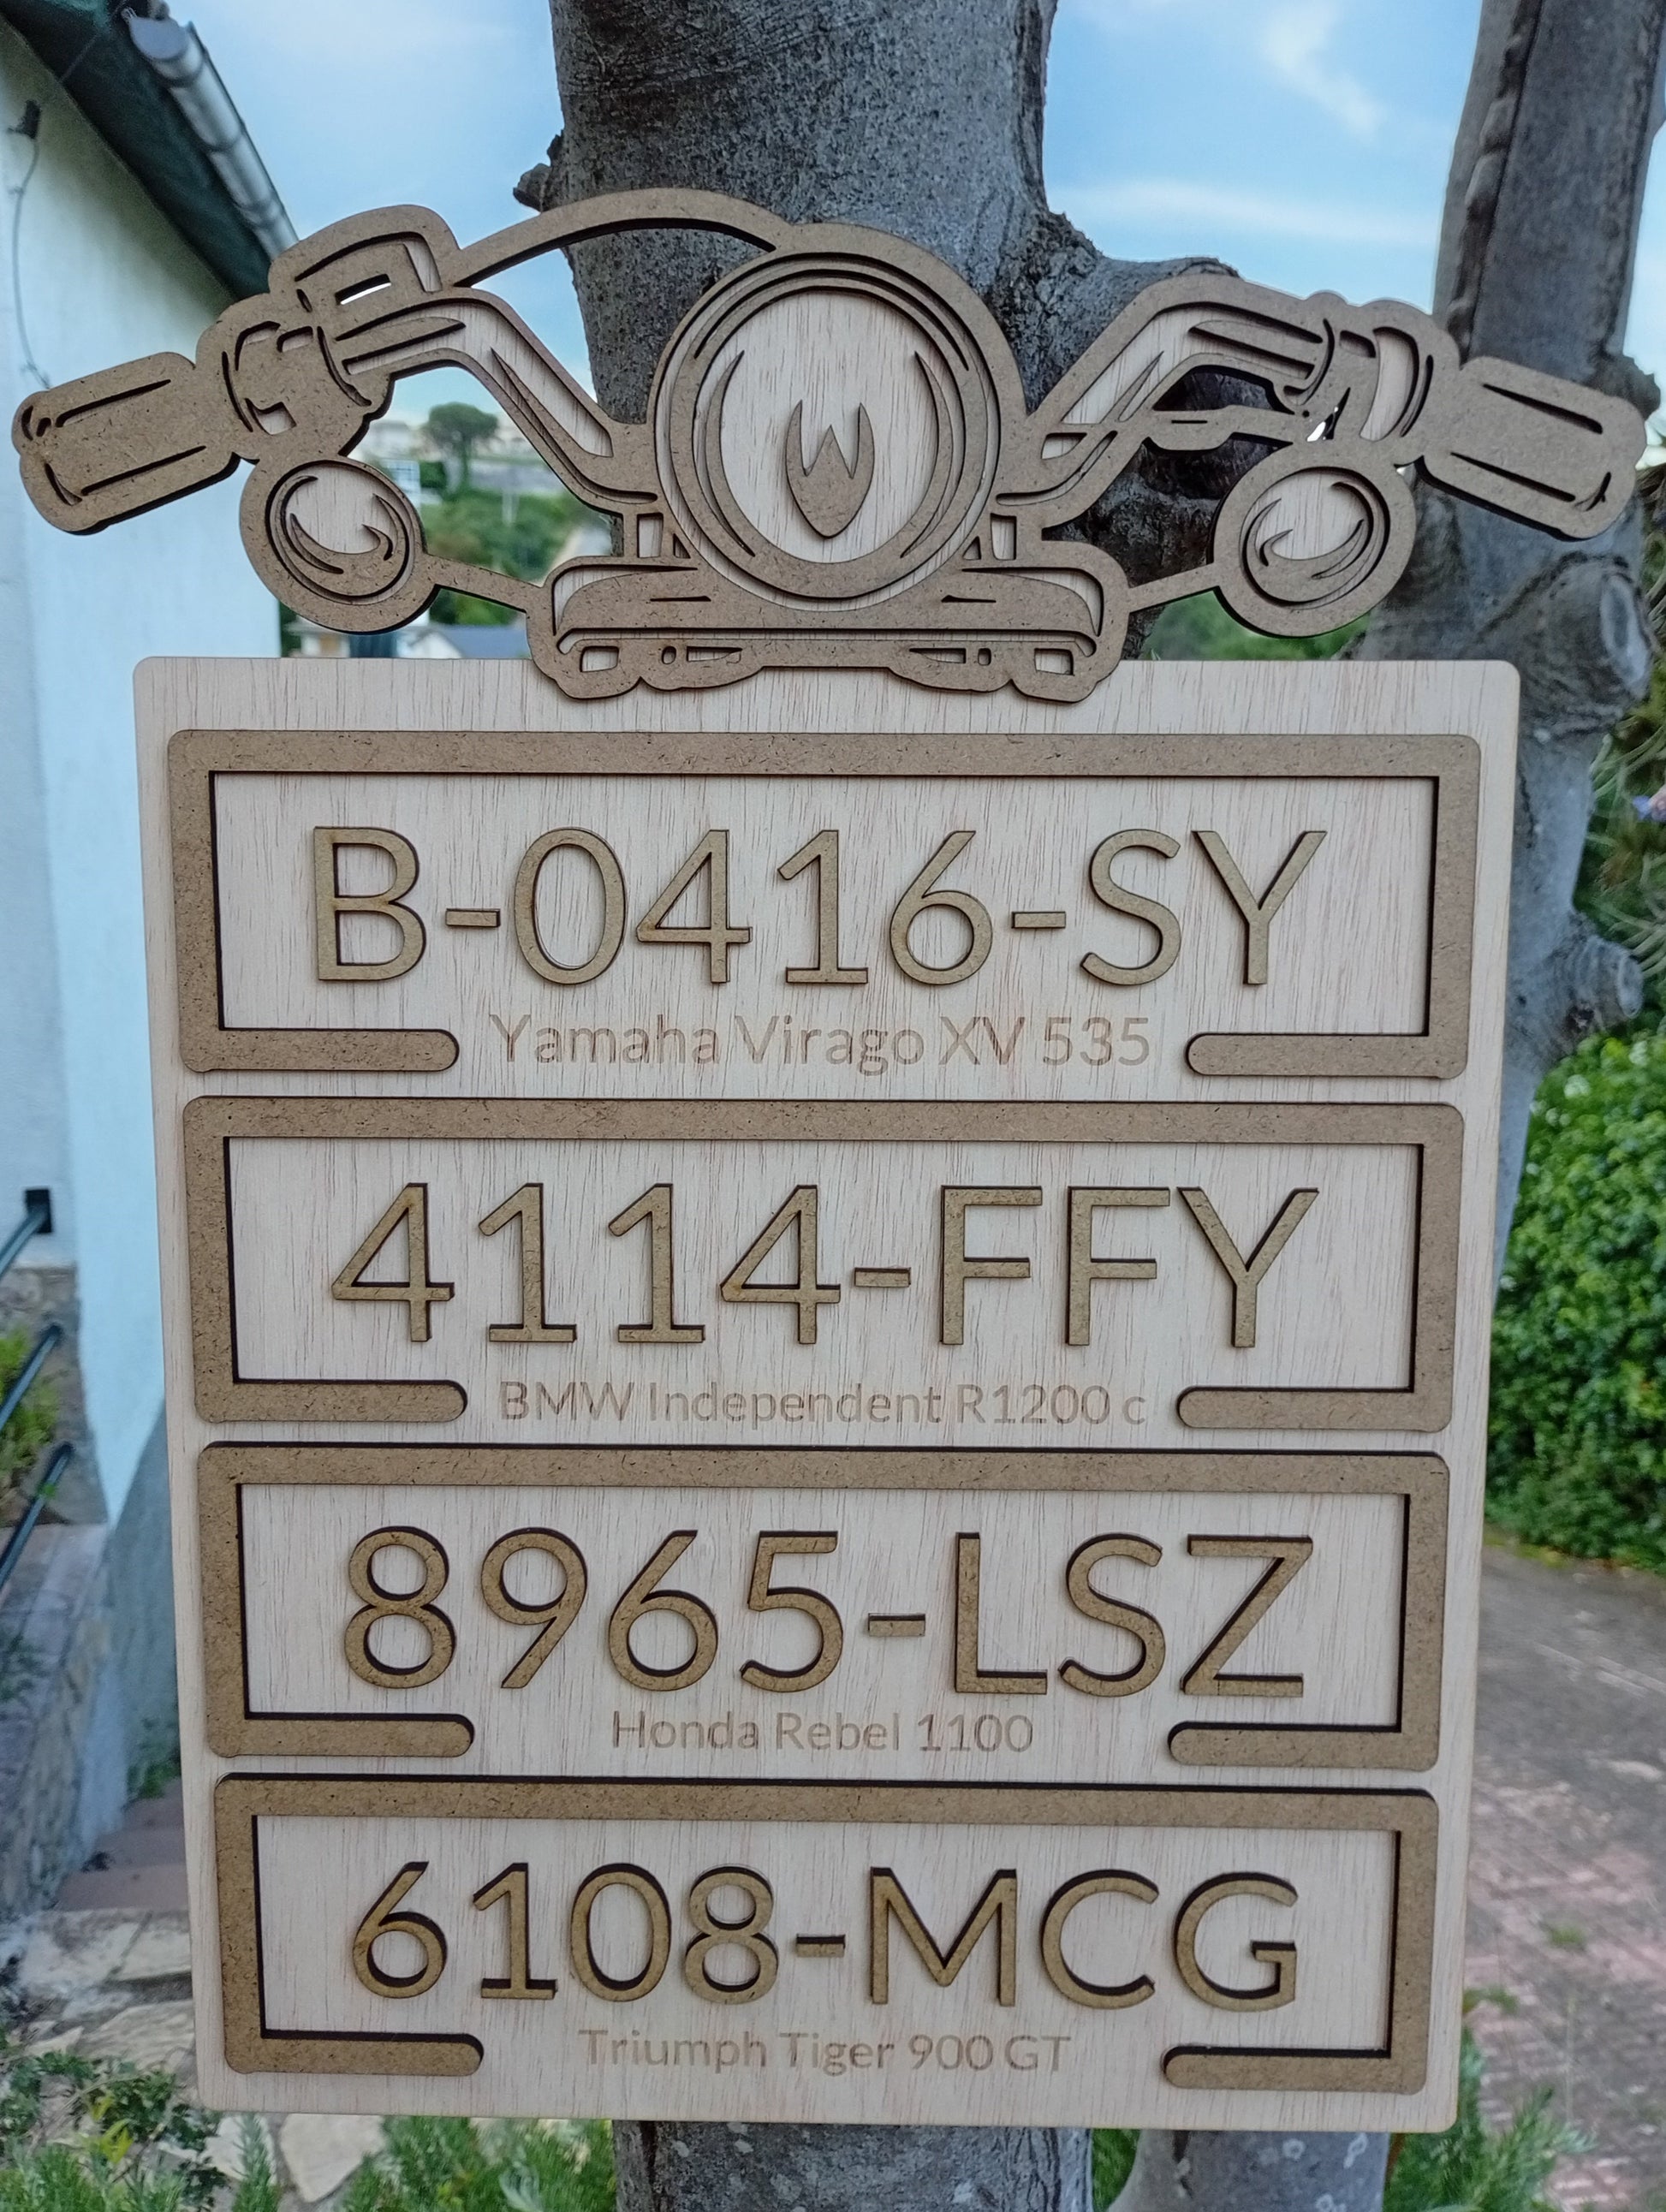 B-0416-SY
Yamaha Virago XV 535
4114-FFY
BMW Independent R1200 c
8965-LSZ
Honda Rebel 1100
6108-MCG
Triumph Tiger 900 GT